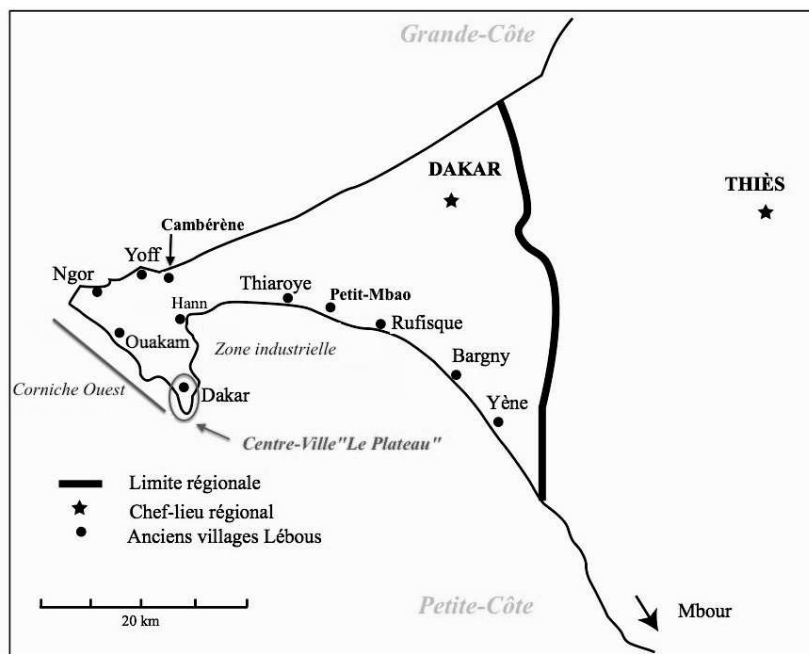 Grande-Côte
DAKAR
THIÈS
Cambérène
Yoff
Ngor
Hann
Thiaroye
Petit-Mbao
Ouakam
Zone industrielle
Rufisque
Bargny
Corniche Ouest
Dakar
Yène
Centre-Ville"Le Plateau"
Limite régionale
Chef-lieu régional
Anciens villages Lébous
20 km
Petite-Côte
Mbour